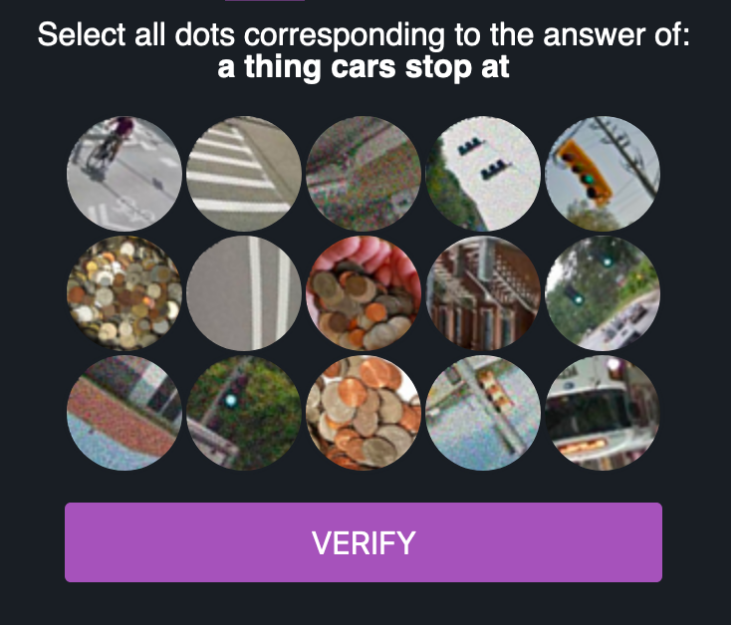 Select all dots corresponding to the answer of:
a thing cars stop at
VERIFY